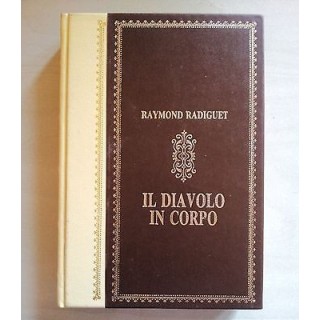 RAYMOND RADIGUET
IL DIAVOLO
IN CORPO